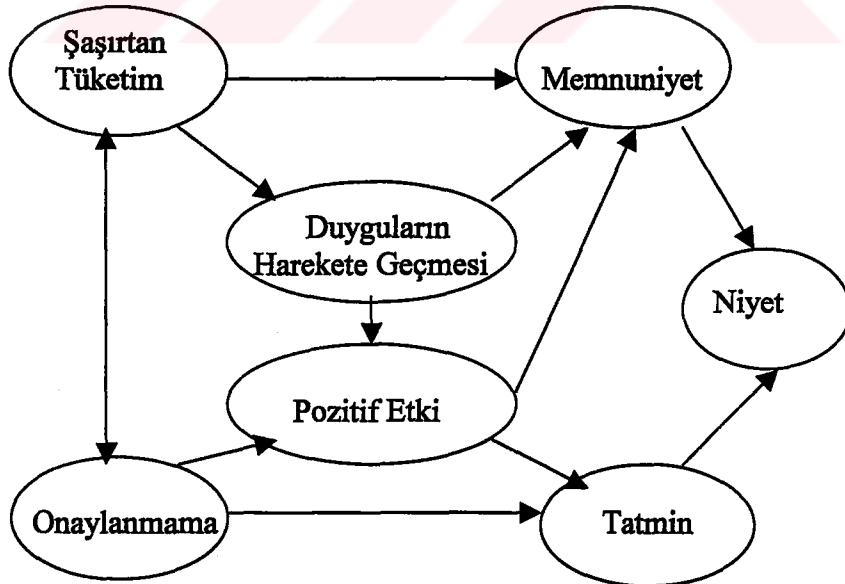 Şaşırtan
Tüketim
Memnuniyet
Duyguların
Harekete Geçmesi
Niyet
Pozitif Etki
Onaylanmama
Tatmin